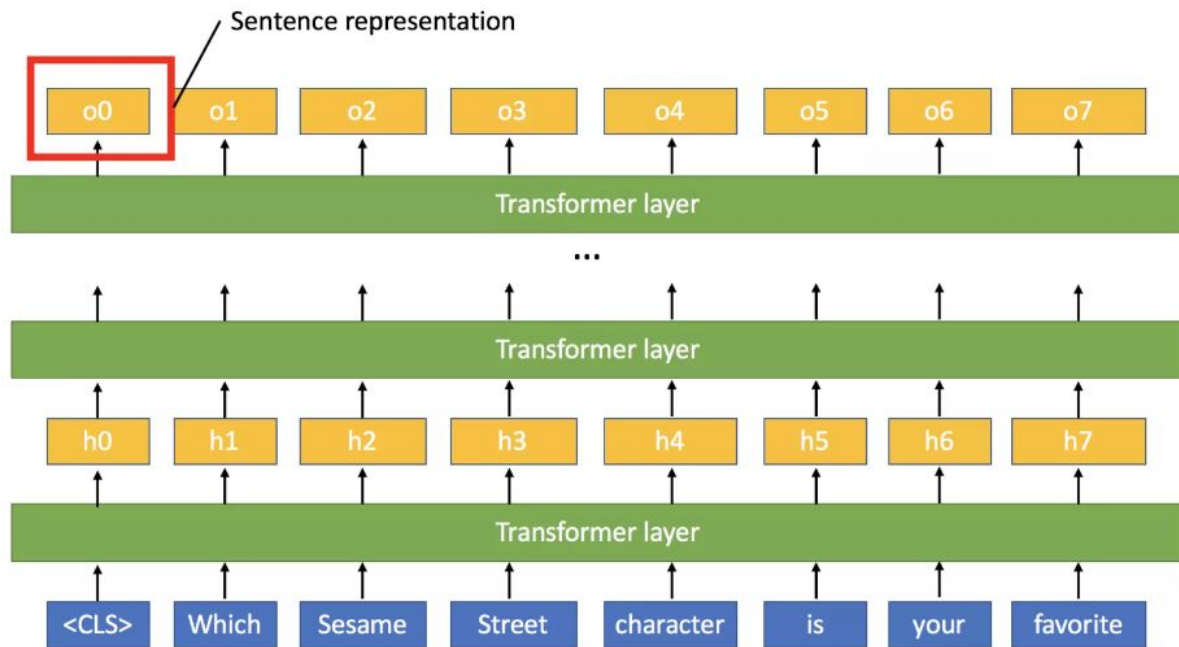 Sentence representation
o0 o1 o2 o3 o4 o5 o6 o7
Transformer layer
...
Transformer layer
h0 h1 h2 h3 h4 h5 h6 h7
Transformer layer
<CLS> Which Sesame Street character is your favorite